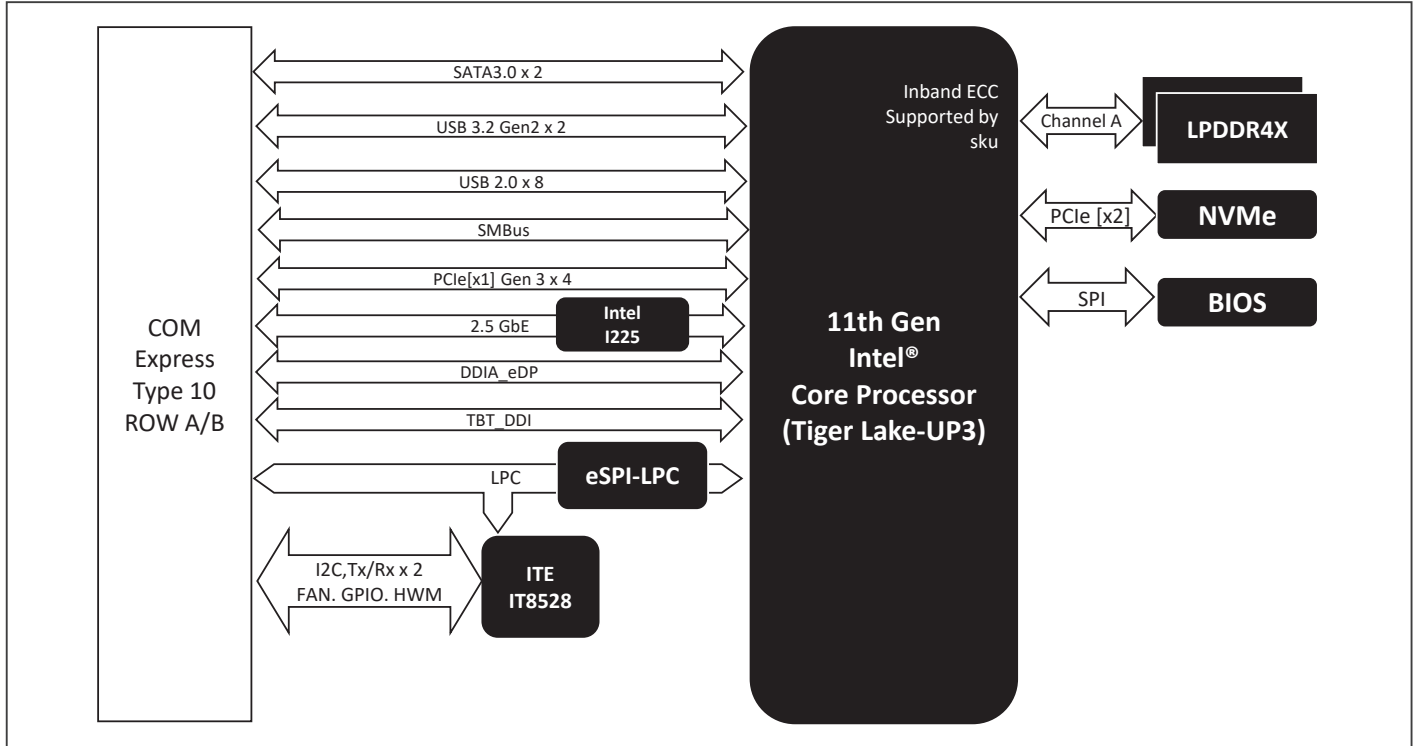 COM
Express
Type 10
ROW A/B
SATA3.0 x 2
USB 3.2 Gen2 x 2
USB 2.0 x 8
SMBus
PCIe[x1] Gen 3 x 4
2.5 GbE
Intel
I225
DDIA_eDP
TBT_DDI
LPC
eSPI-LPC
I2C,Tx/Rx x 2
FAN. GPIO. HWM
ITE
IT8528
Inband ECC
Supported by
sku
11th Gen
Intel®
Core Processor
(Tiger Lake-UP3)
Channel A
LPDDR4X
PCIe [x2]
NVMe
SPI
BIOS